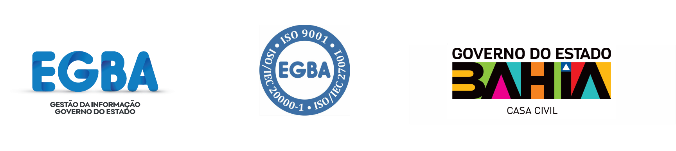 EGBA
GESTÃO DA INFORMAÇÃO
GOVERNO DO ESTADO
ISO 9001 • ISO/IEC 27001 • ISO/IEC 20000-1 •
EGBA
GOVERNO DO ESTADO
BAHIA
CASA CIVIL